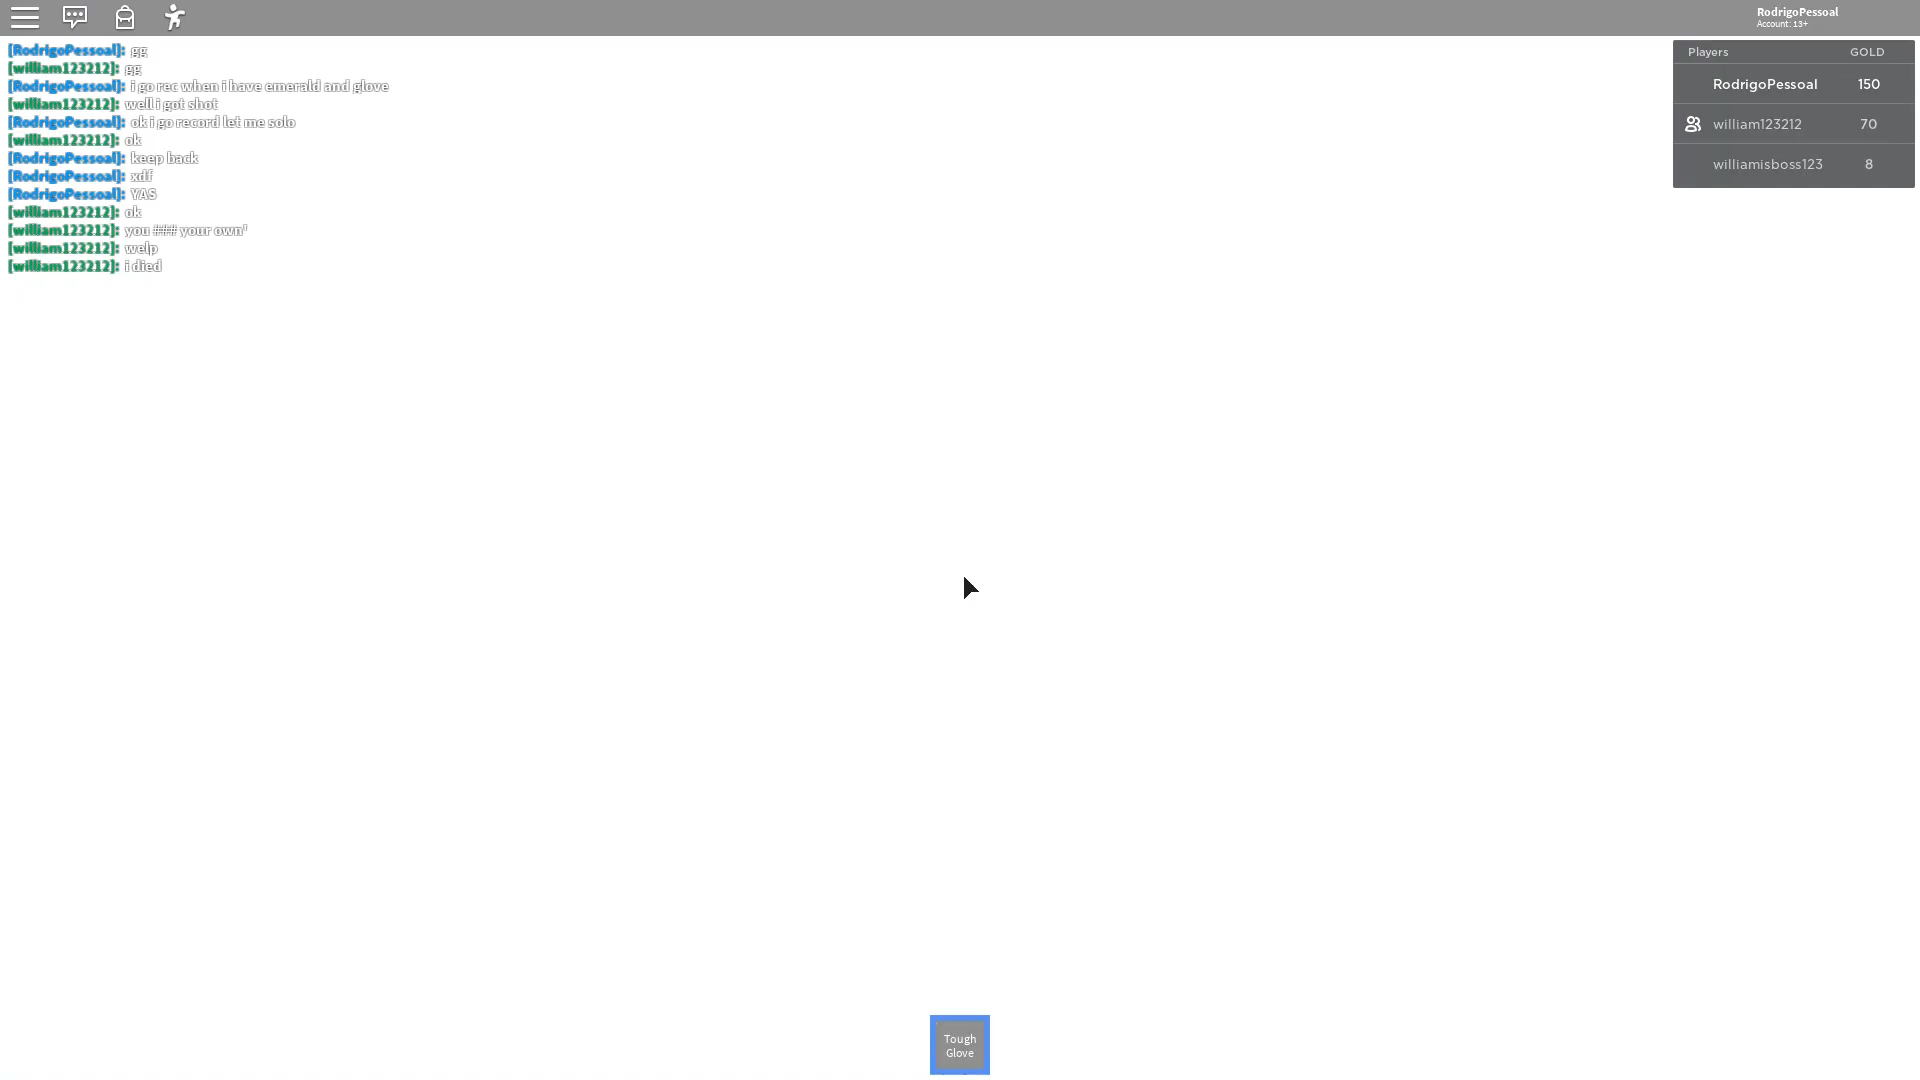 RodrigoPessoal
Account: 13+
[RodrigoPessoal]: gg
[william123212]: gg
[RodrigoPessoal]: i go rec when i have emerald and glove
[william123212]: well i got shot
[RodrigoPessoal]: ok i go record let me solo
[william123212]: ok
[RodrigoPessoal]: keep back
[RodrigoPessoal]: xdf
[RodrigoPessoal]: YAS
[william123212]: ok
[william123212]: you ### your own'
[william123212]: welp
[william123212]: i died
Players GOLD
RodrigoPessoal 150
william123212 70
williamisboss123 8
Tough
Glove